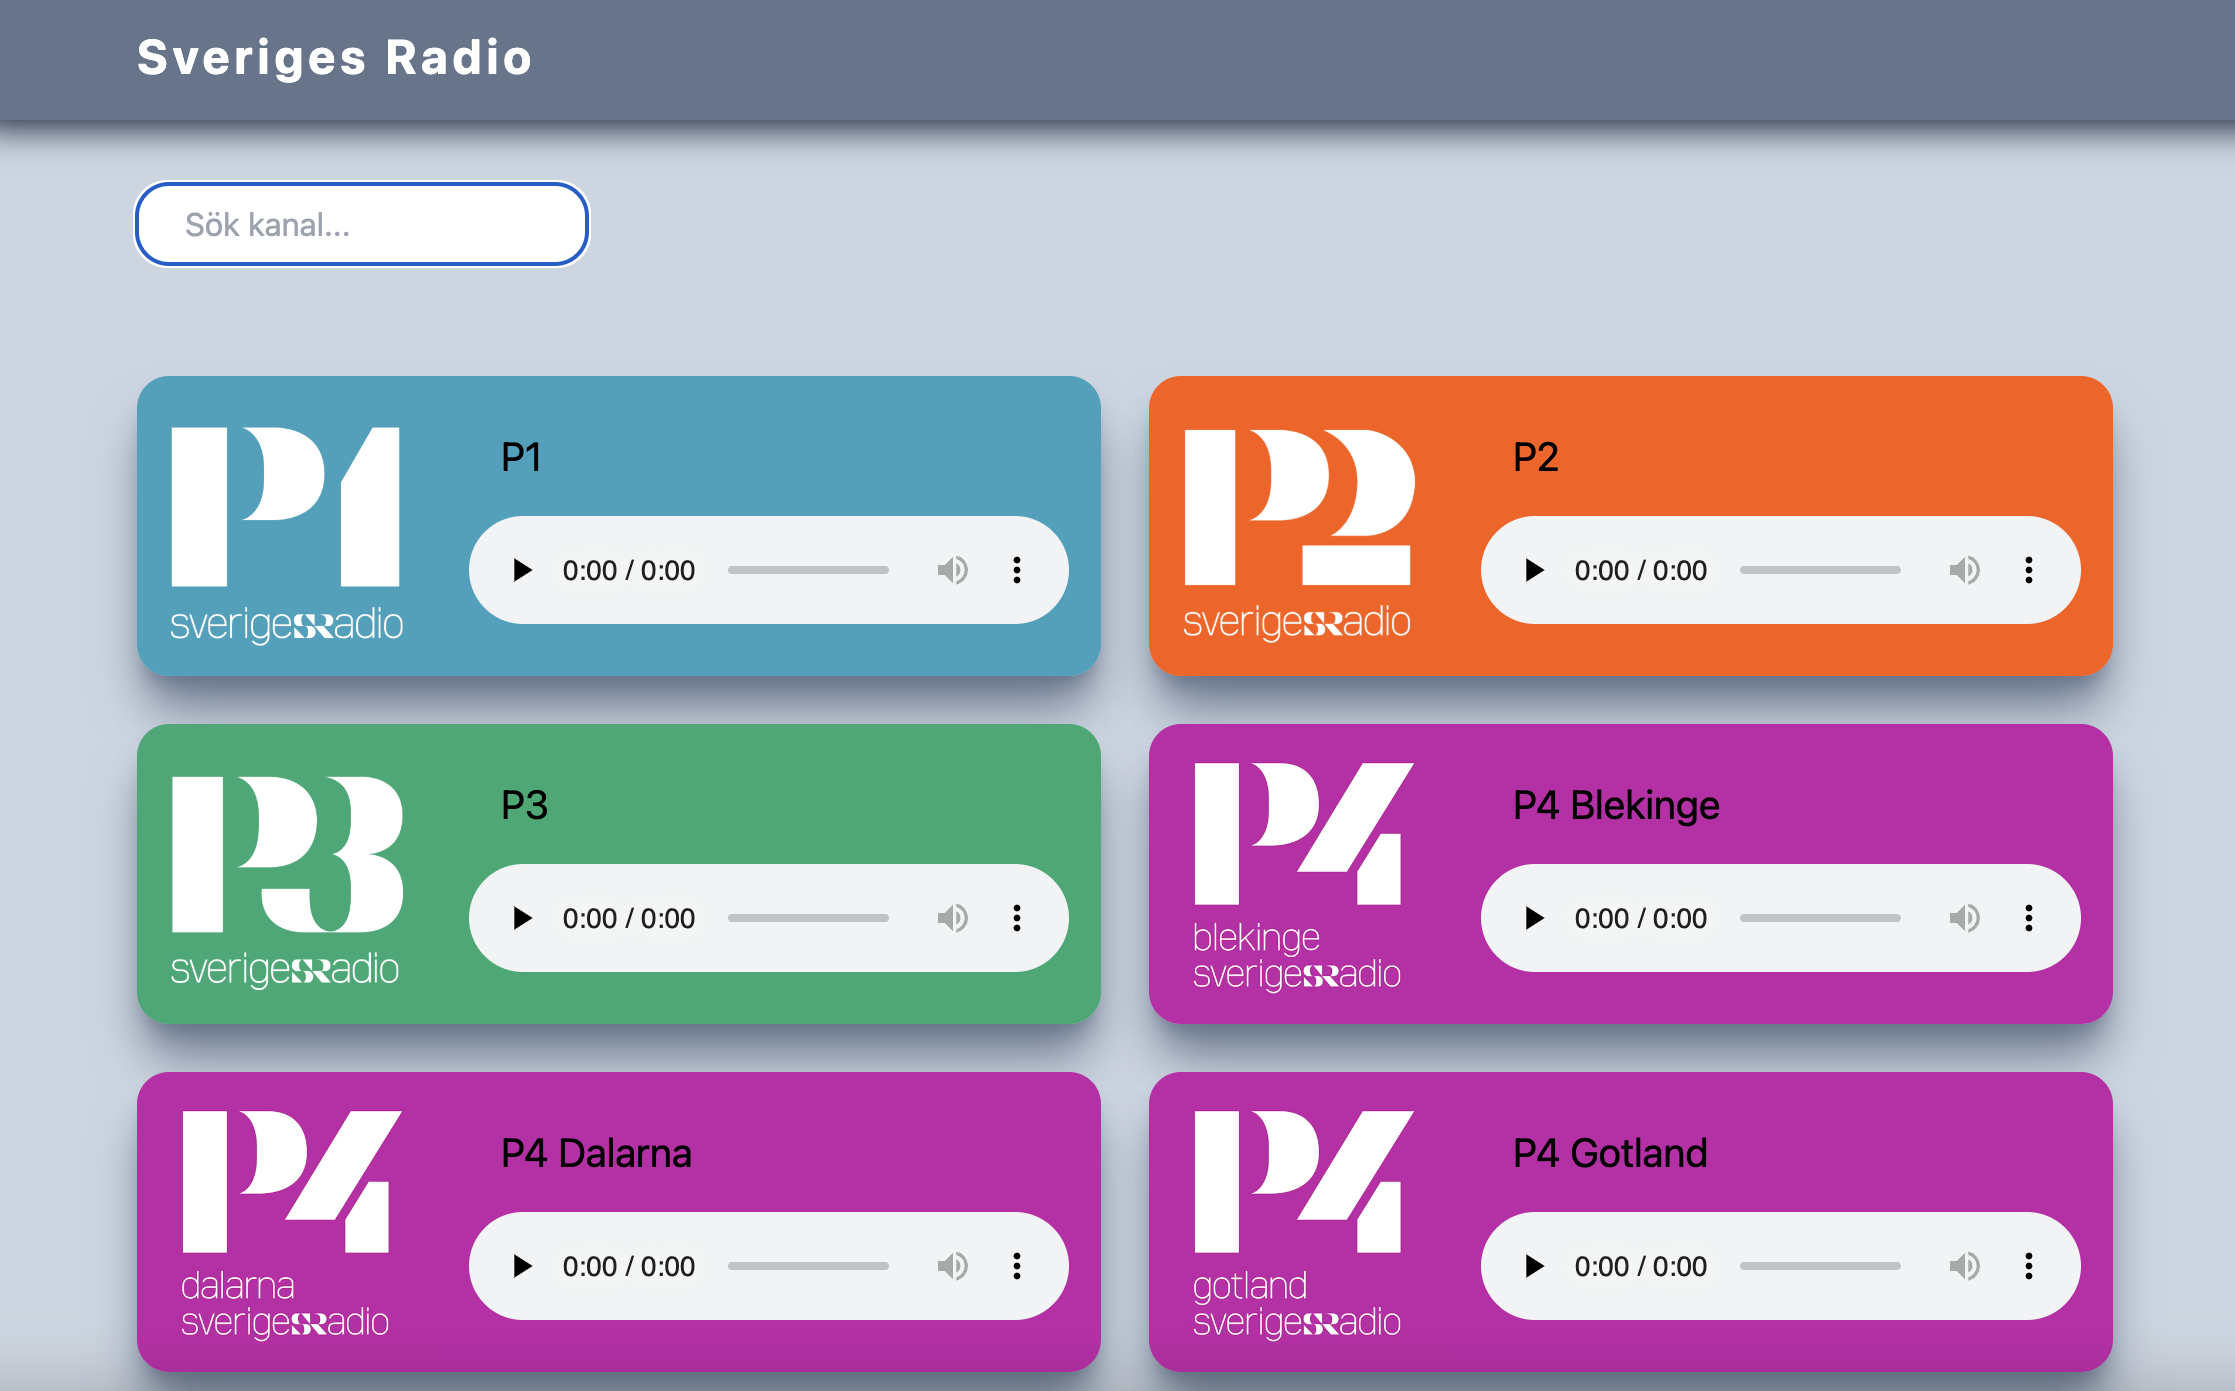 Sveriges Radio
Sök kanal...
P1
sverigesRadio
P1
0:00 / 0:00
P2
sverigesRadio
P2
0:00 / 0:00
P3
sverigesRadio
P3
0:00 / 0:00
P4
blekinge
sverigesRadio
P4 Blekinge
0:00 / 0:00
P4
dalarna
sverigesRadio
P4 Dalarna
0:00 / 0:00
P4
gotland
sverigesRadio
P4 Gotland
0:00 / 0:00